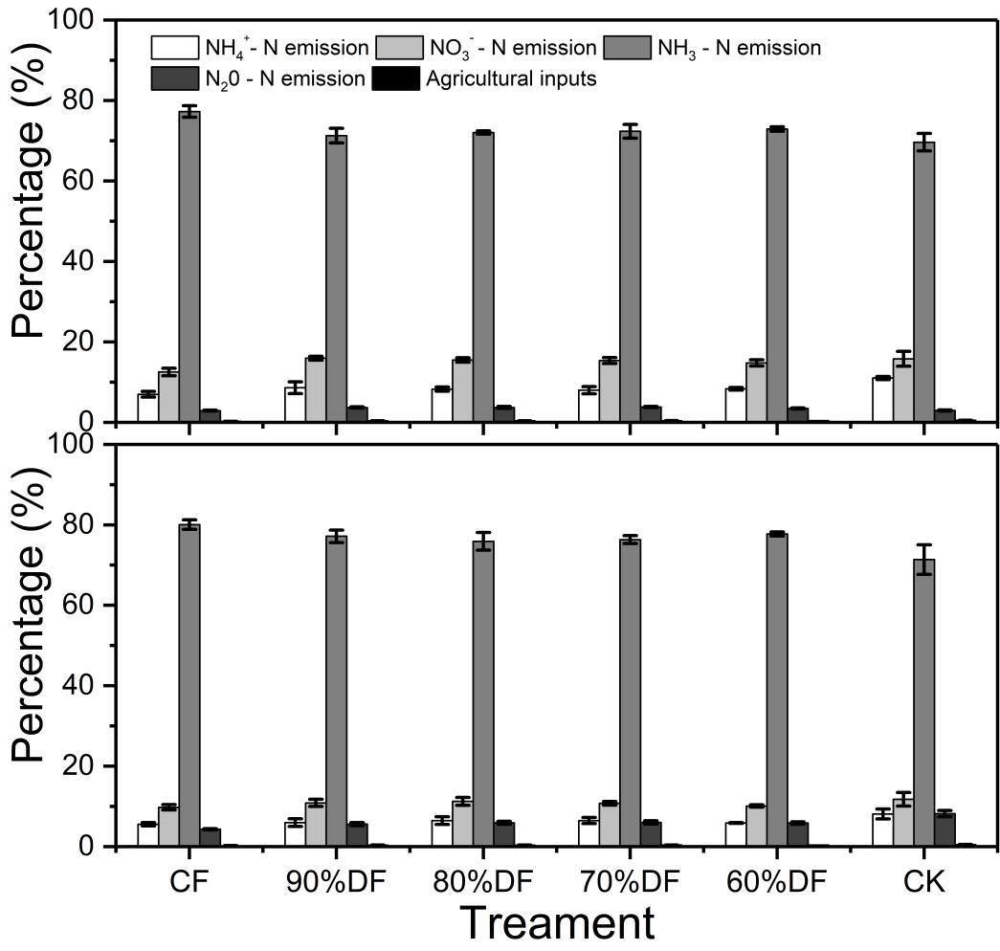 100
80
60
40
20
0
Percentage (%)
NH₄⁺- N emission NO₃⁻ - N emission NH₃ - N emission
N₂0 - N emission Agricultural inputs
100
80
60
40
20
0
Percentage (%)
CF 90%DF 80%DF 70%DF 60%DF CK
Treament